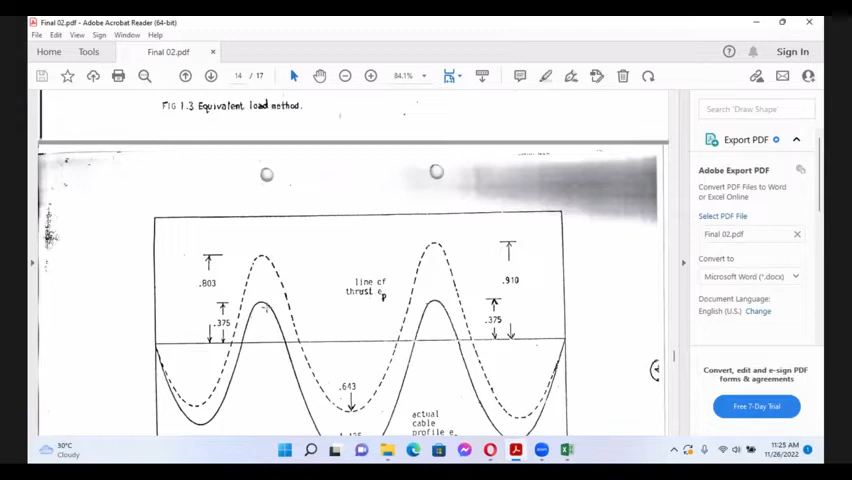 Final 02.pdf - Adobe Acrobat Reader (64-bit)
File Edit View Sign Window Help
Home Tools Final 02.pdf × Sign In
14 / 17 84.1%
FIG 1.3 Equivalent load method.
.803
.375
line of
thrust ep
.910
.375
.643
actual
cable
profile e
Search 'Draw Shape'
Export PDF
Adobe Export PDF
Convert PDF Files to Word
or Excel Online
Select PDF File
Final 02.pdf ×
Convert to
Microsoft Word (*.docx)
Document Language:
English (U.S.) Change
Convert, edit and e-sign PDF
forms & agreements
Free 7-Day Trial
30°C
Cloudy
11:25 AM
11/26/2022